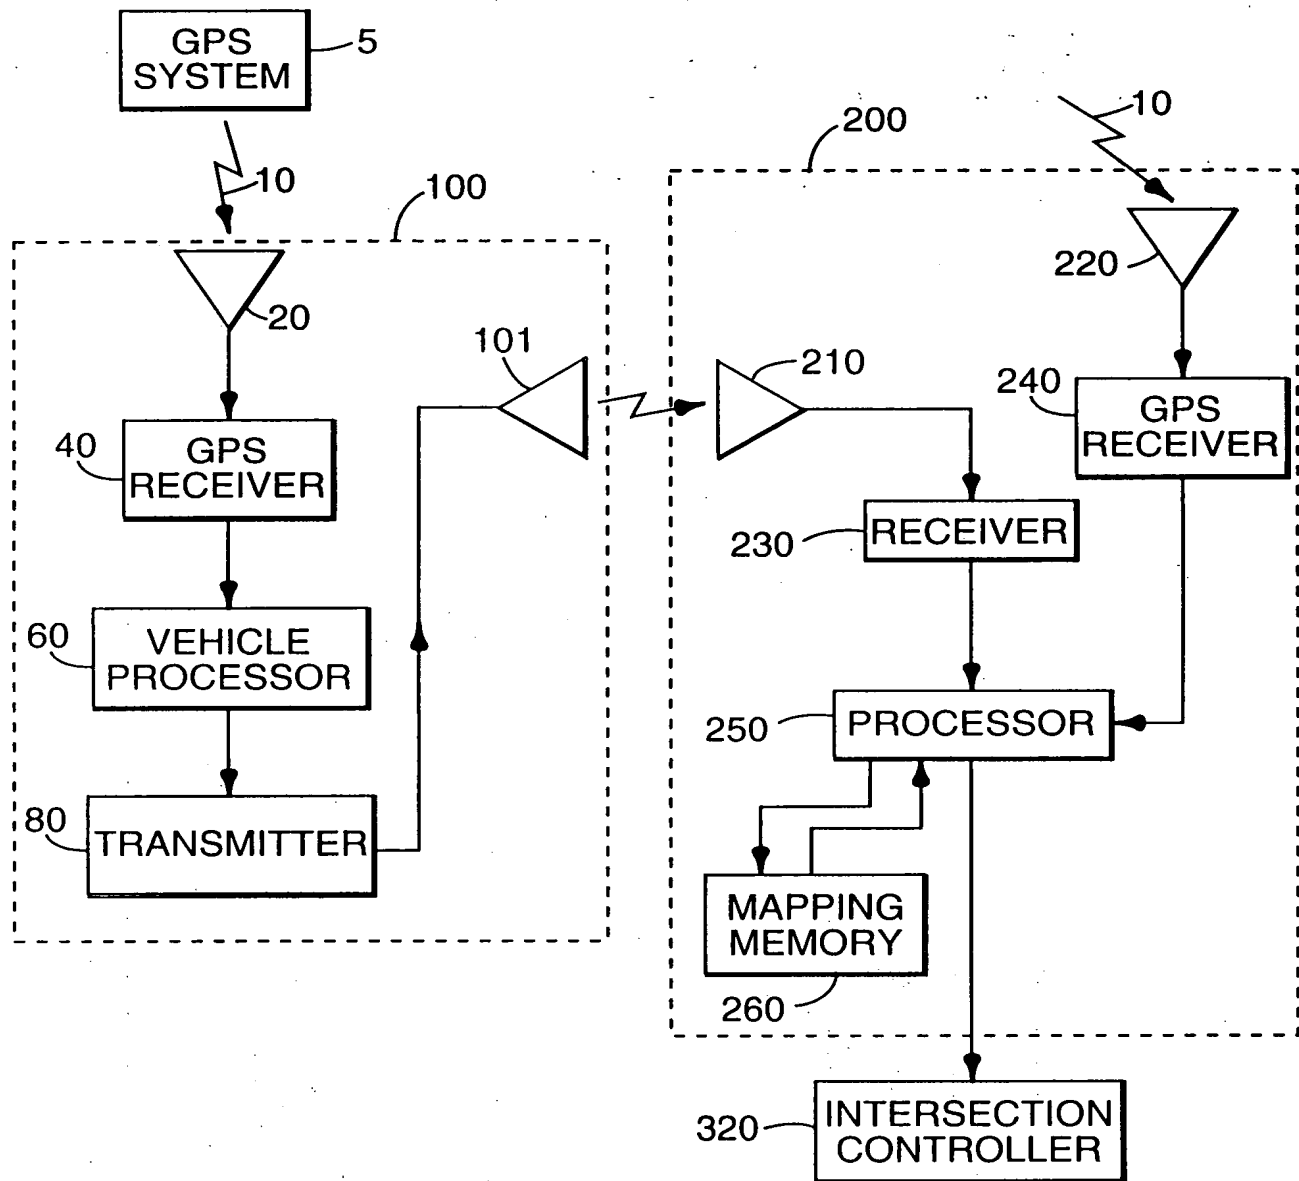 GPS
SYSTEM
5
10
100
20
40
GPS
RECEIVER
60
VEHICLE
PROCESSOR
80
TRANSMITTER
101
200
10
220
210
240
GPS
RECEIVER
230
RECEIVER
250
PROCESSOR
MAPPING
MEMORY
260
320
INTERSECTION
CONTROLLER